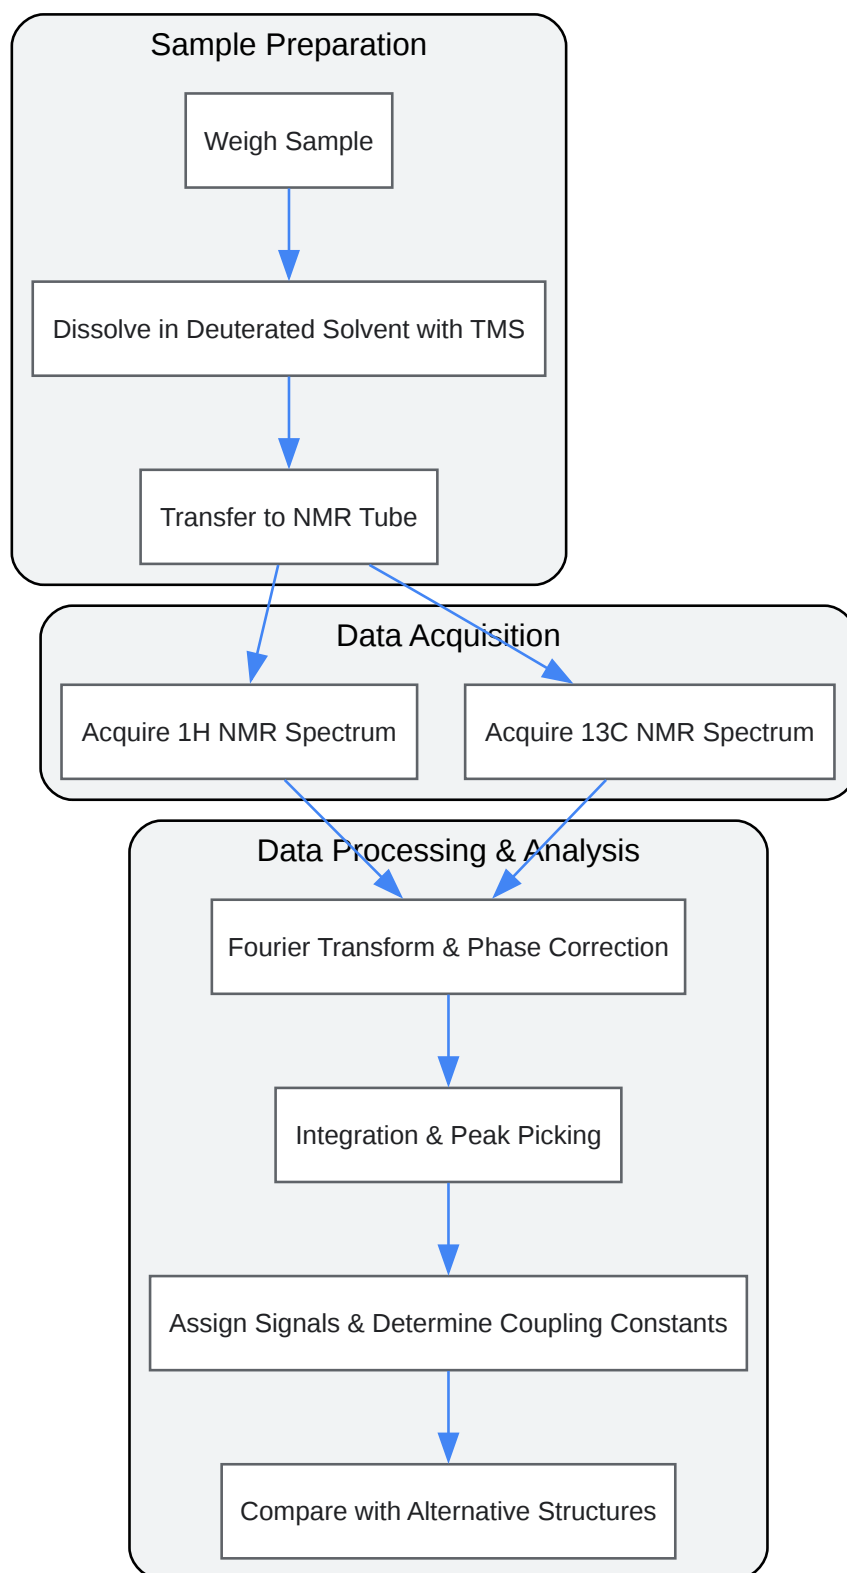 Sample Preparation
Weigh Sample
Dissolve in Deuterated Solvent with TMS
Transfer to NMR Tube
Data Acquisition
Acquire 1H NMR Spectrum
Acquire 13C NMR Spectrum
Data Processing & Analysis
Fourier Transform & Phase Correction
Integration & Peak Picking
Assign Signals & Determine Coupling Constants
Compare with Alternative Structures